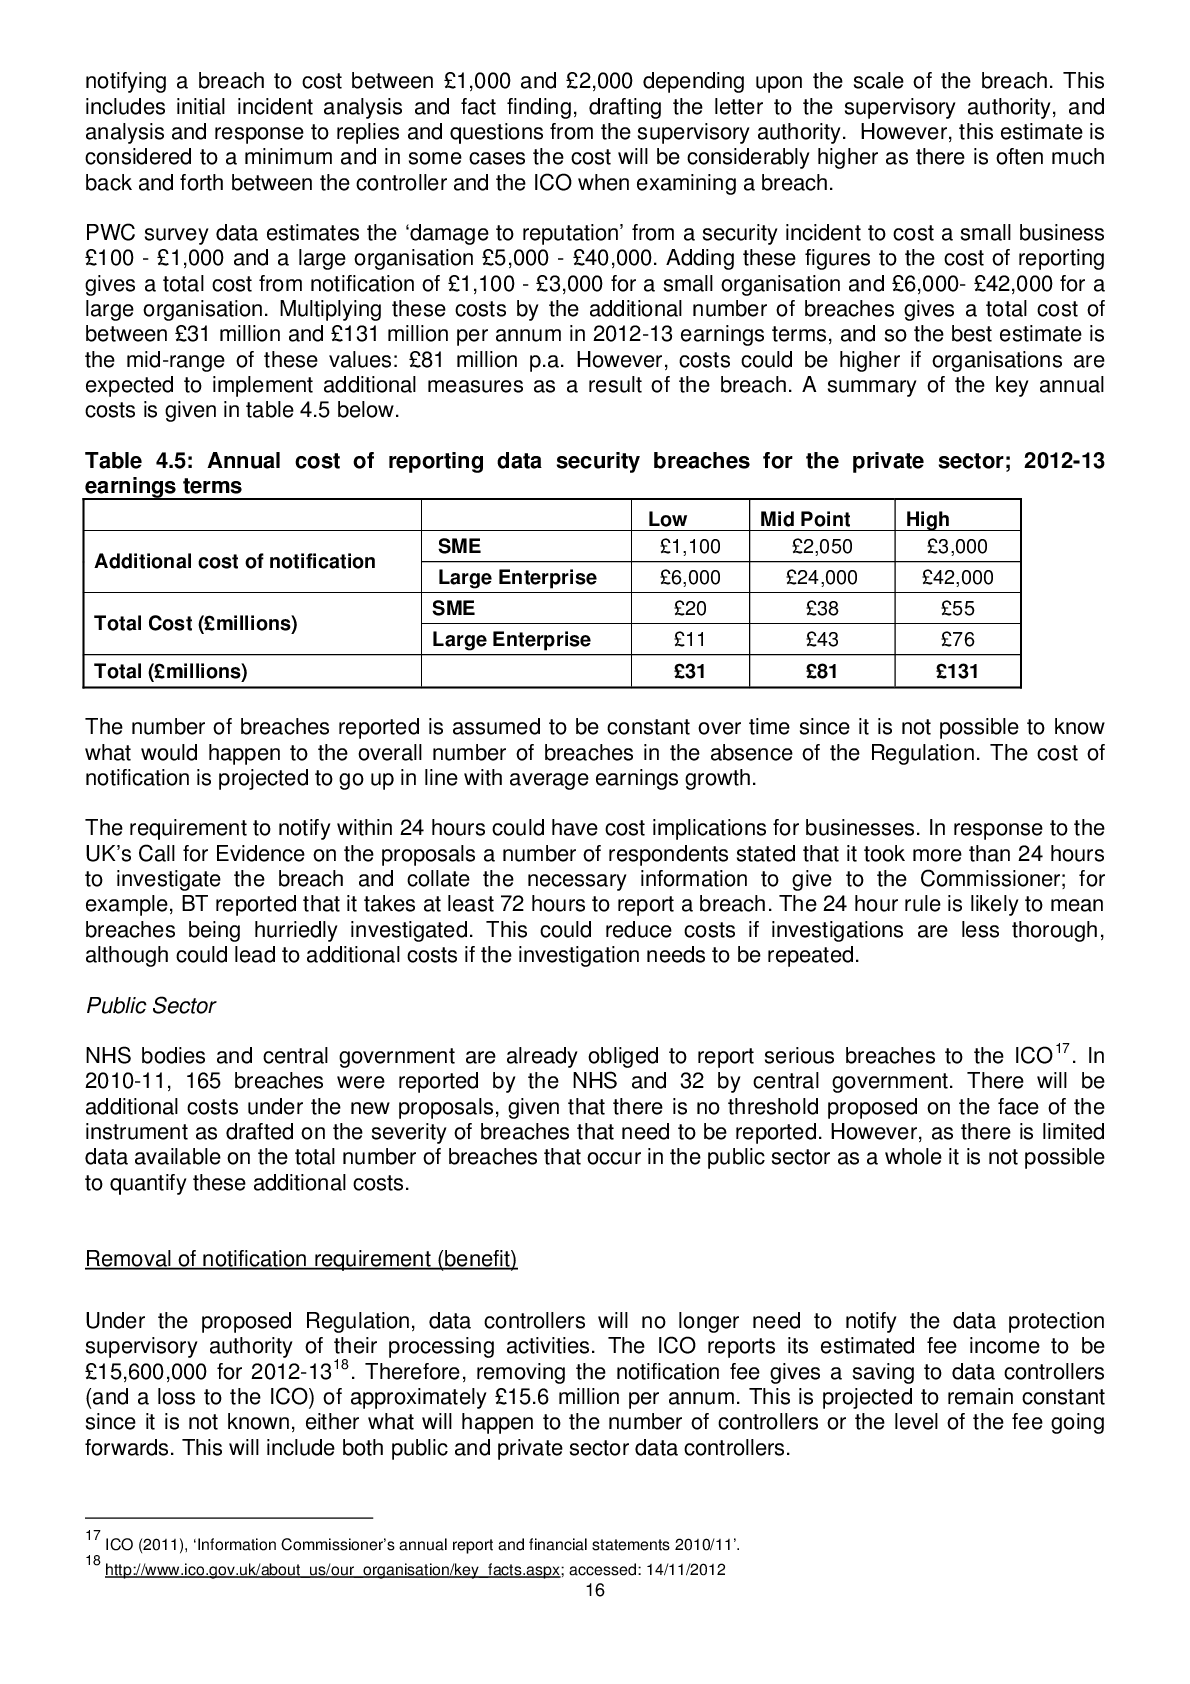 notifying a breach to cost between £1,000 and £2,000 depending upon the scale of the breach. This
includes initial incident analysis and fact finding, drafting the letter to the supervisory authority, and
analysis and response to replies and questions from the supervisory authority.  However, this estimate is
considered to a minimum and in some cases the cost will be considerably higher as there is often much
back and forth between the controller and the ICO when examining a breach.
PWC survey data estimates the ‘damage to reputation’ from a security incident to cost a small business
£100 - £1,000 and a large organisation £5,000 - £40,000. Adding these figures to the cost of reporting
gives a total cost from notification of £1,100 - £3,000 for a small organisation and £6,000- £42,000 for a
large organisation. Multiplying these costs by the additional number of breaches gives a total cost of
between £31 million and £131 million per annum in 2012-13 earnings terms, and so the best estimate is
the mid-range of these values: £81 million p.a. However, costs could be higher if organisations are
expected to implement additional measures as a result of the breach. A summary of the key annual
costs is given in table 4.5 below.
Table 4.5: Annual cost of reporting data security breaches for the private sector; 2012-13
earnings terms
Low Mid Point High
Additional cost of notification SME £1,100 £2,050 £3,000
Large Enterprise £6,000 £24,000 £42,000
Total Cost (£millions) SME £20 £38 £55
Large Enterprise £11 £43 £76
Total (£millions) £31 £81 £131
The number of breaches reported is assumed to be constant over time since it is not possible to know
what would happen to the overall number of breaches in the absence of the Regulation. The cost of
notification is projected to go up in line with average earnings growth.
The requirement to notify within 24 hours could have cost implications for businesses. In response to the
UK’s Call for Evidence on the proposals a number of respondents stated that it took more than 24 hours
to investigate the breach and collate the necessary information to give to the Commissioner; for
example, BT reported that it takes at least 72 hours to report a breach. The 24 hour rule is likely to mean
breaches being hurriedly investigated. This could reduce costs if investigations are less thorough,
although could lead to additional costs if the investigation needs to be repeated.
Public Sector
NHS bodies and central government are already obliged to report serious breaches to the ICO17. In
2010-11, 165 breaches were reported by the NHS and 32 by central government. There will be
additional costs under the new proposals, given that there is no threshold proposed on the face of the
instrument as drafted on the severity of breaches that need to be reported. However, as there is limited
data available on the total number of breaches that occur in the public sector as a whole it is not possible
to quantify these additional costs.
Removal of notification requirement (benefit)
Under the proposed Regulation, data controllers will no longer need to notify the data protection
supervisory authority of their processing activities. The ICO reports its estimated fee income to be
£15,600,000 for 2012-1318. Therefore, removing the notification fee gives a saving to data controllers
(and a loss to the ICO) of approximately £15.6 million per annum. This is projected to remain constant
since it is not known, either what will happen to the number of controllers or the level of the fee going
forwards. This will include both public and private sector data controllers.
17 ICO (2011), ‘Information Commissioner’s annual report and financial statements 2010/11’.
18 http://www.ico.gov.uk/about_us/our_organisation/key_facts.aspx; accessed: 14/11/2012
16